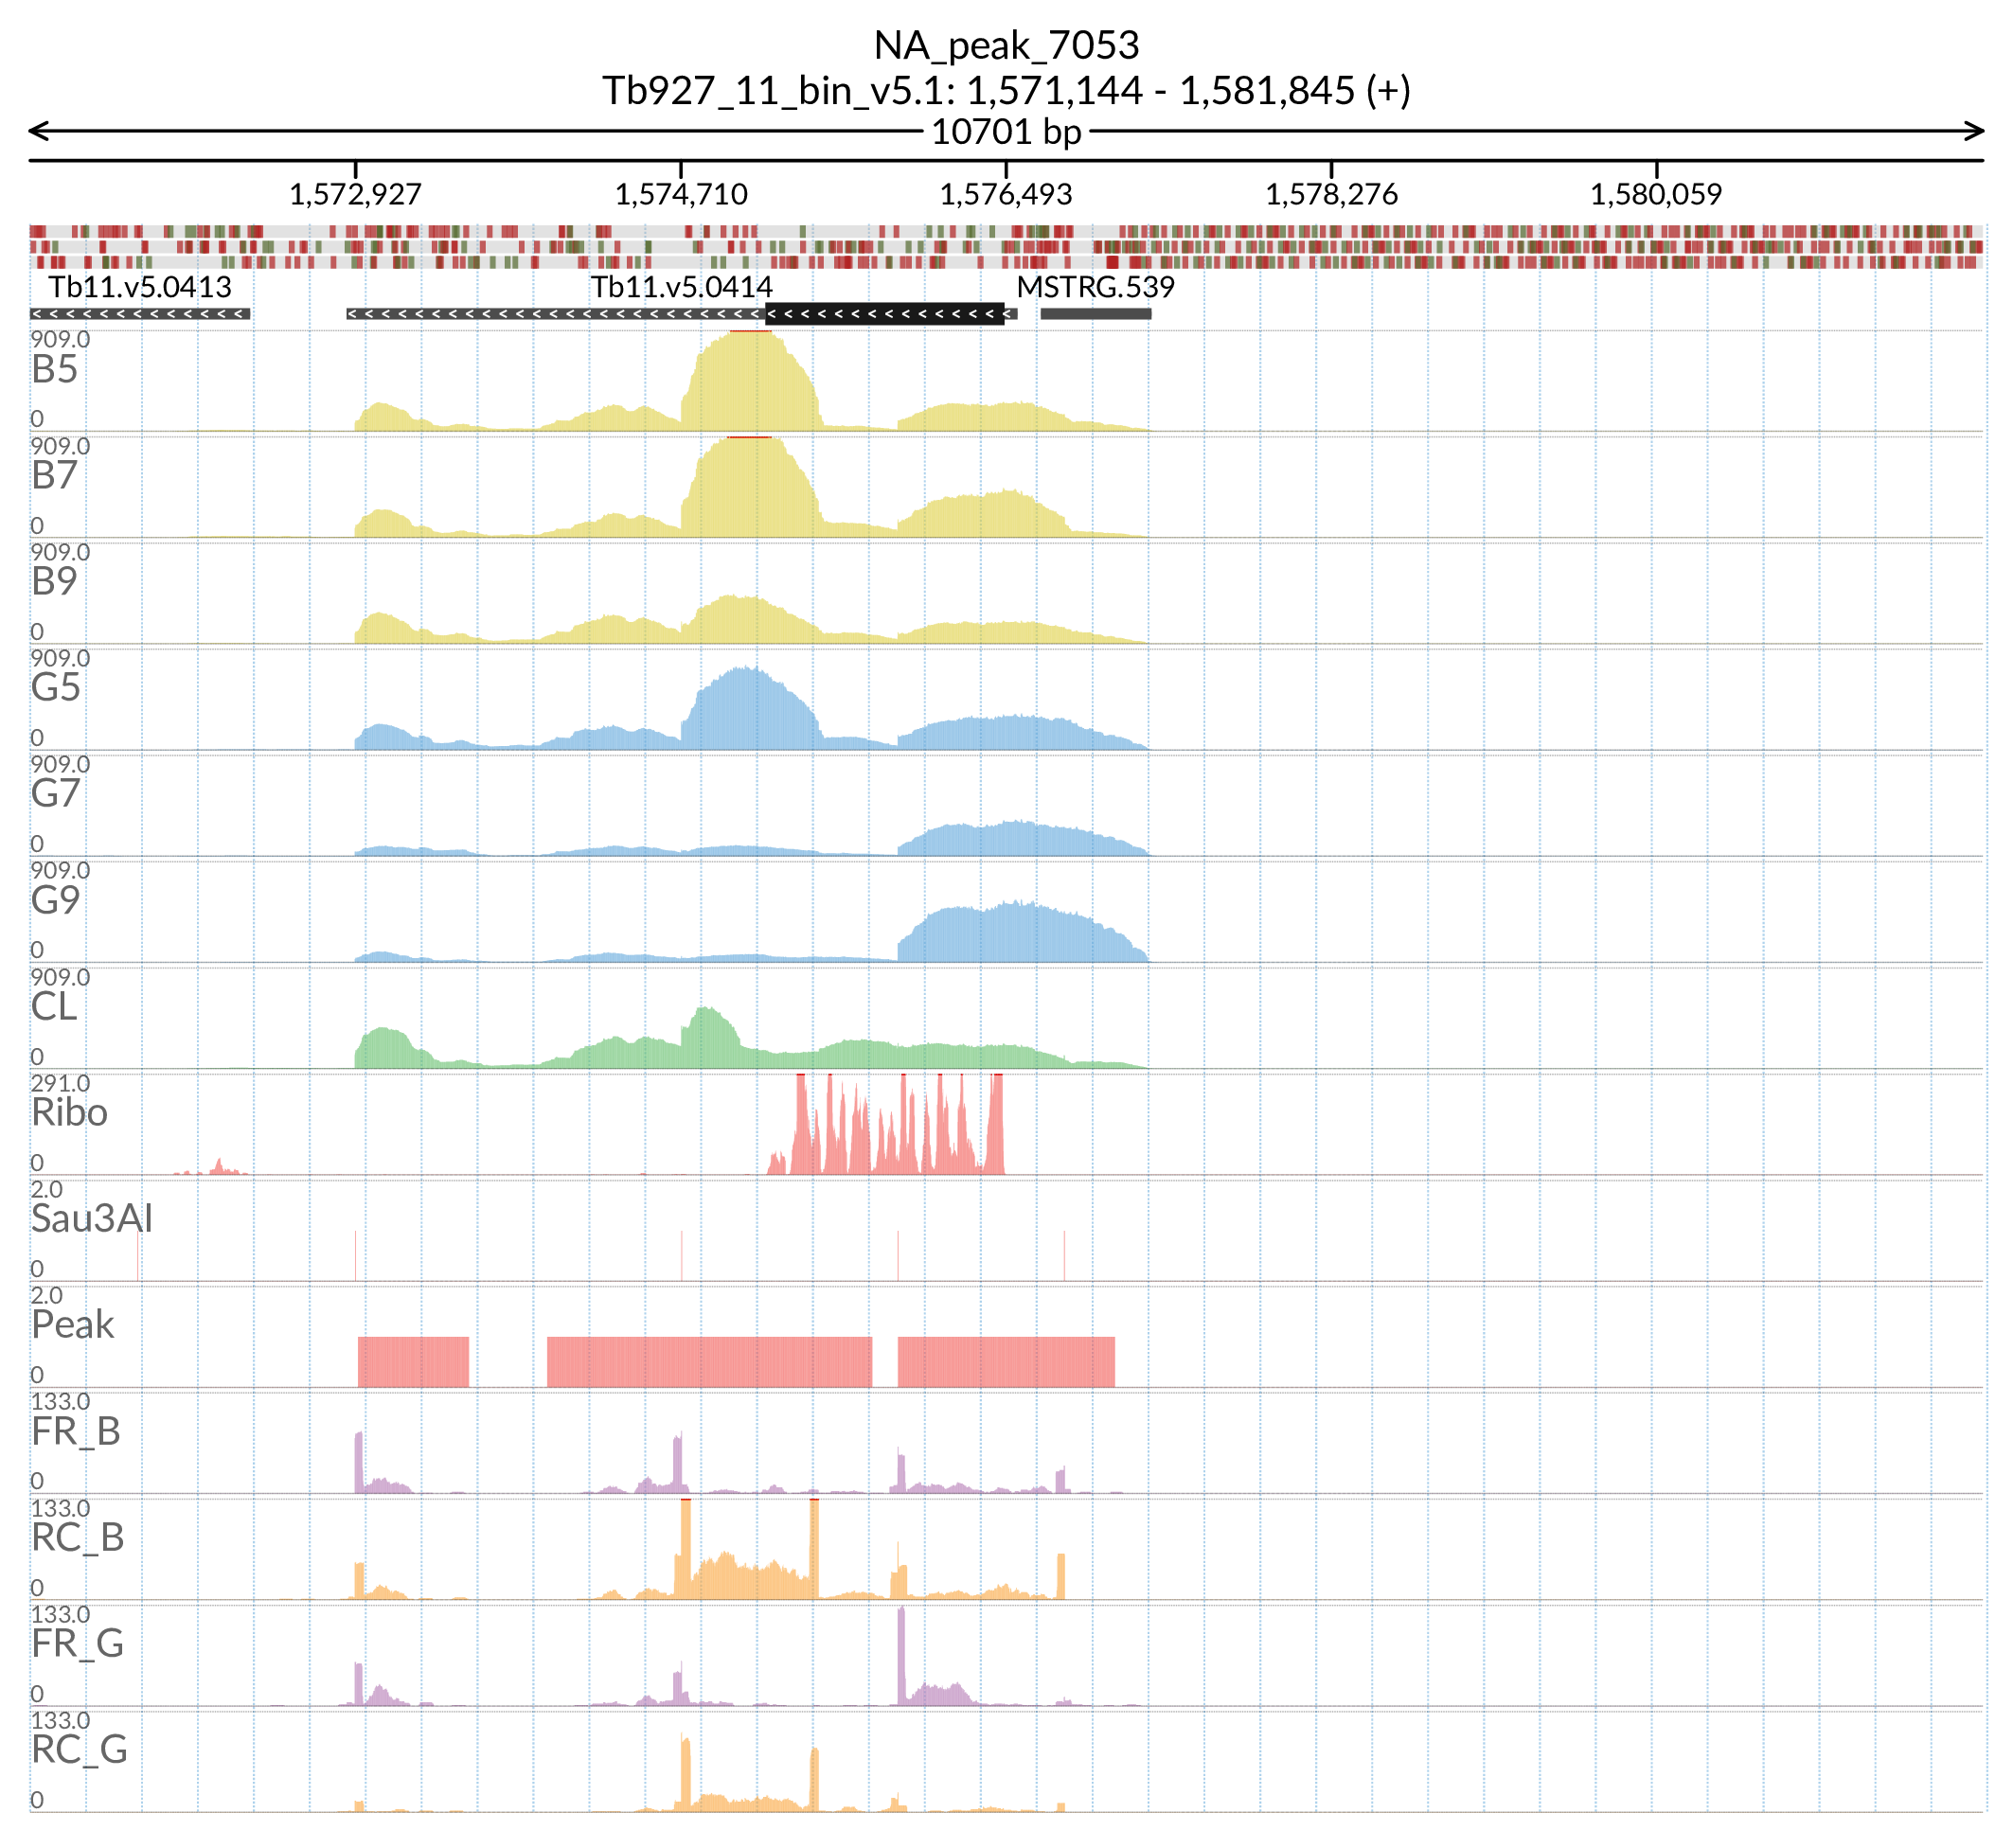 NA_peak_7053
Tb927_11_bin_v5.1: 1,571,144 - 1,581,845 (+)
10701 bp
1,572,927 1,574,710 1,576,493 1,578,276 1,580,059
Tb11.v5.0413 Tb11.v5.0414 MSTRG.539
909.0
B5
0
909.0
B7
0
909.0
B9
0
909.0
G5
0
909.0
G7
0
909.0
G9
0
909.0
CL
0
291.0
Ribo
0
2.0
Sau3AI
0
2.0
Peak
0
133.0
FR_B
0
133.0
RC_B
0
133.0
FR_G
0
133.0
RC_G
0